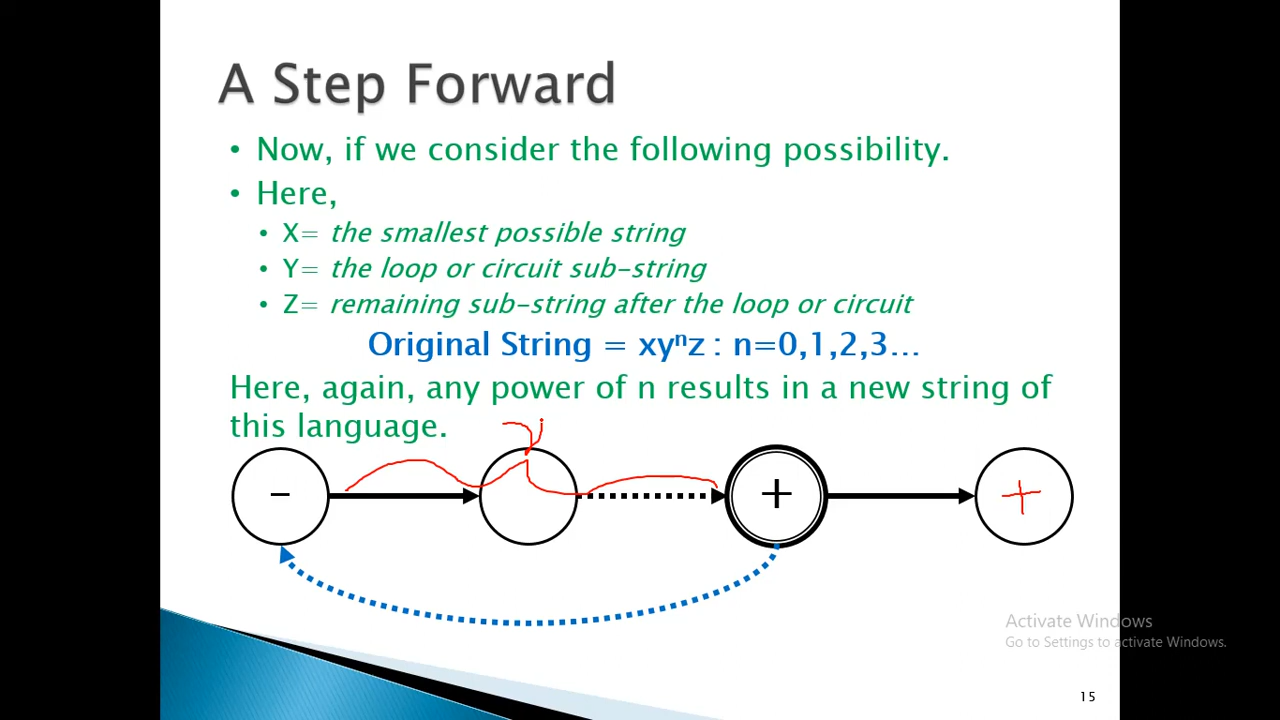 A Step Forward
• Now, if we consider the following possibility.
• Here,
• X= the smallest possible string
• Y= the loop or circuit sub-string
• Z= remaining sub-string after the loop or circuit
Original String = xyⁿz : n=0,1,2,3…
Here, again, any power of n results in a new string of
this language.
- + +
Activate Windows
Go to Settings to activate Windows.
15